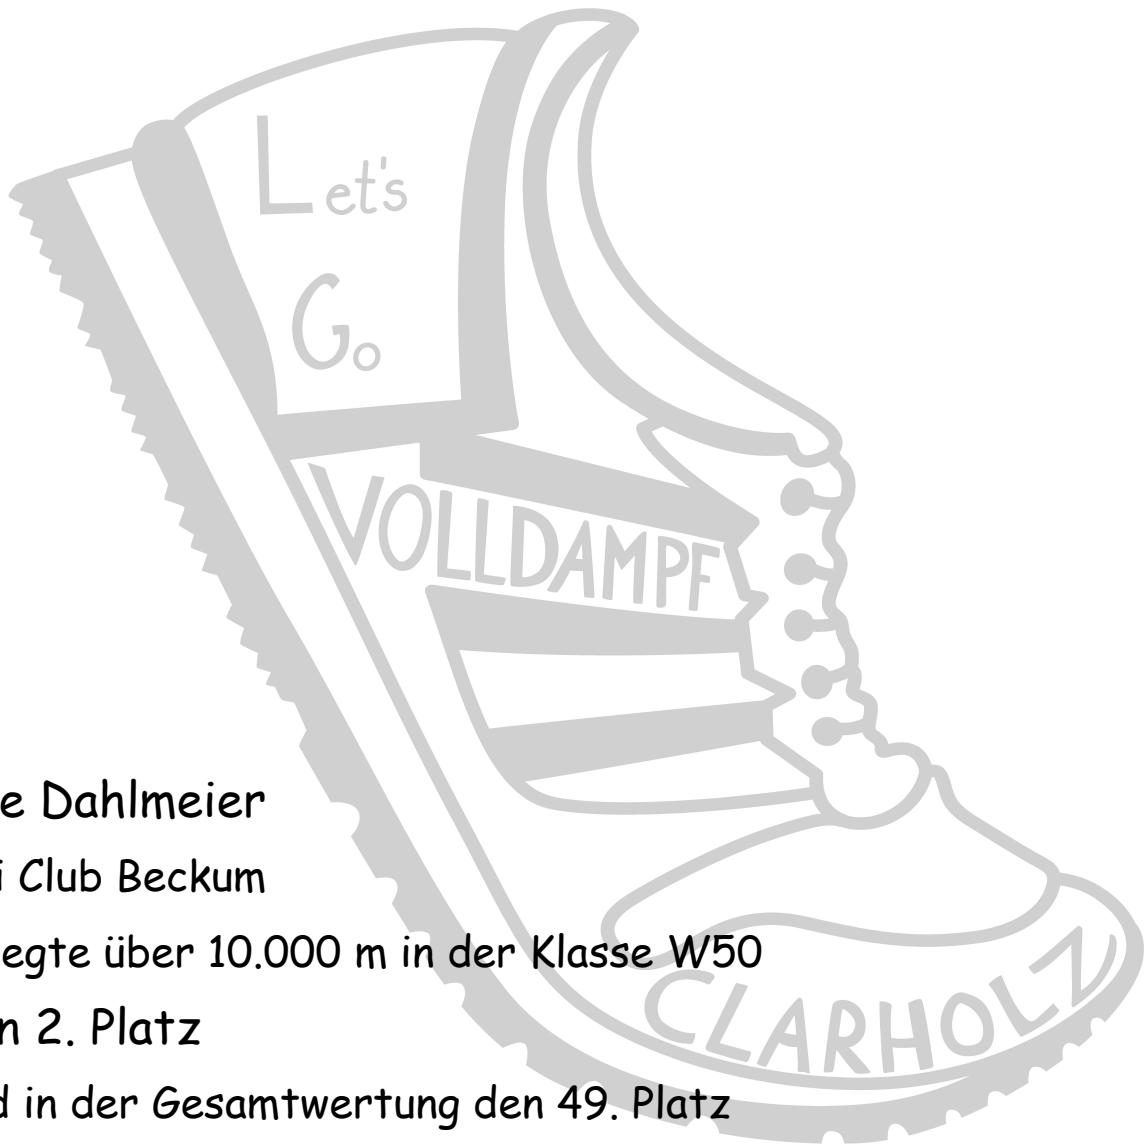 Let's
Go
VOLLDAMPF
e Dahlmeier
i Club Beckum
egte über 10.000 m in der Klasse W50
n 2. Platz
CLARHOLZ
d in der Gesamtwertung den 49. Platz